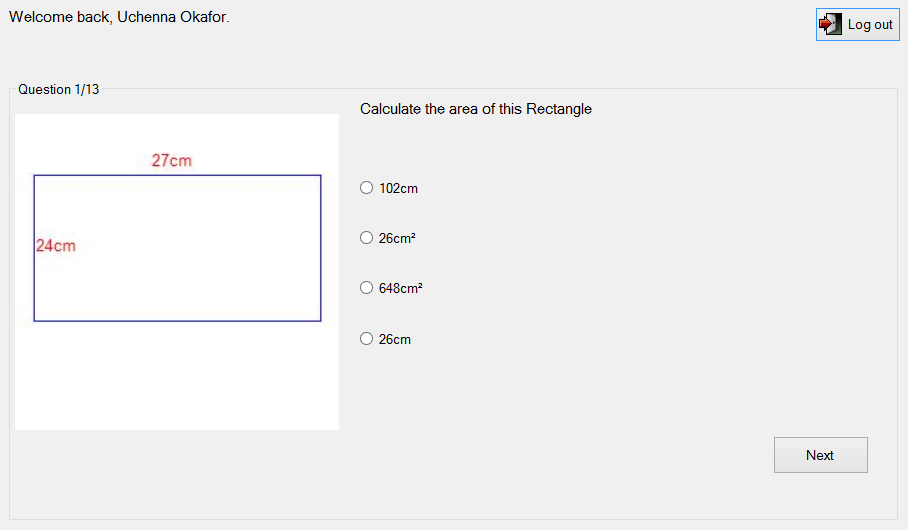 Welcome back, Uchenna Okafor.
Log out
Question 1/13
Calculate the area of this Rectangle
27cm
24cm
102cm
26cm²
648cm²
26cm
Next